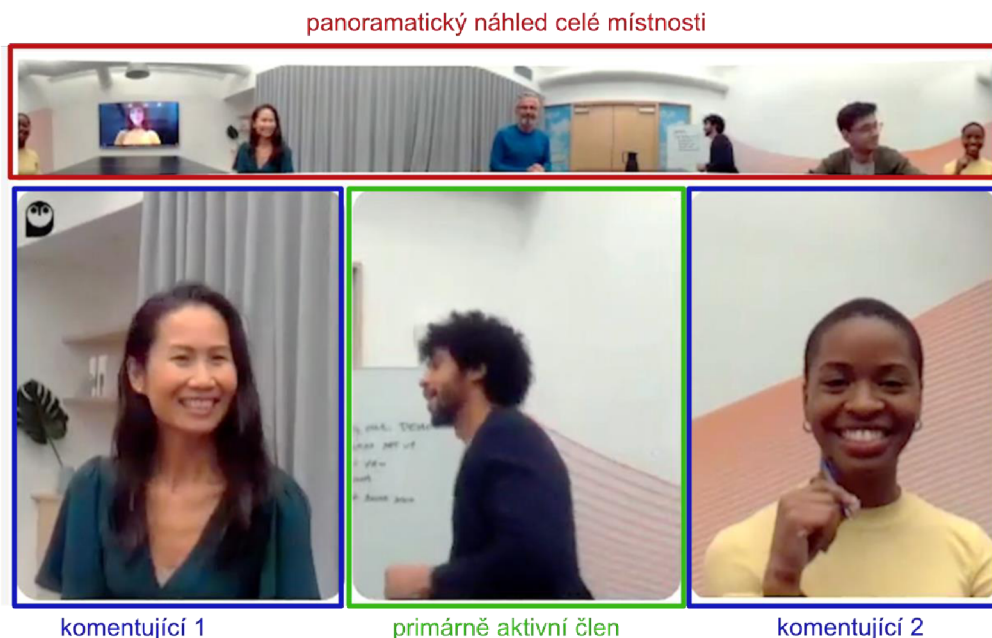 panoramatický náhled celé místnosti
komentující 1
primárně aktivní člen
komentující 2